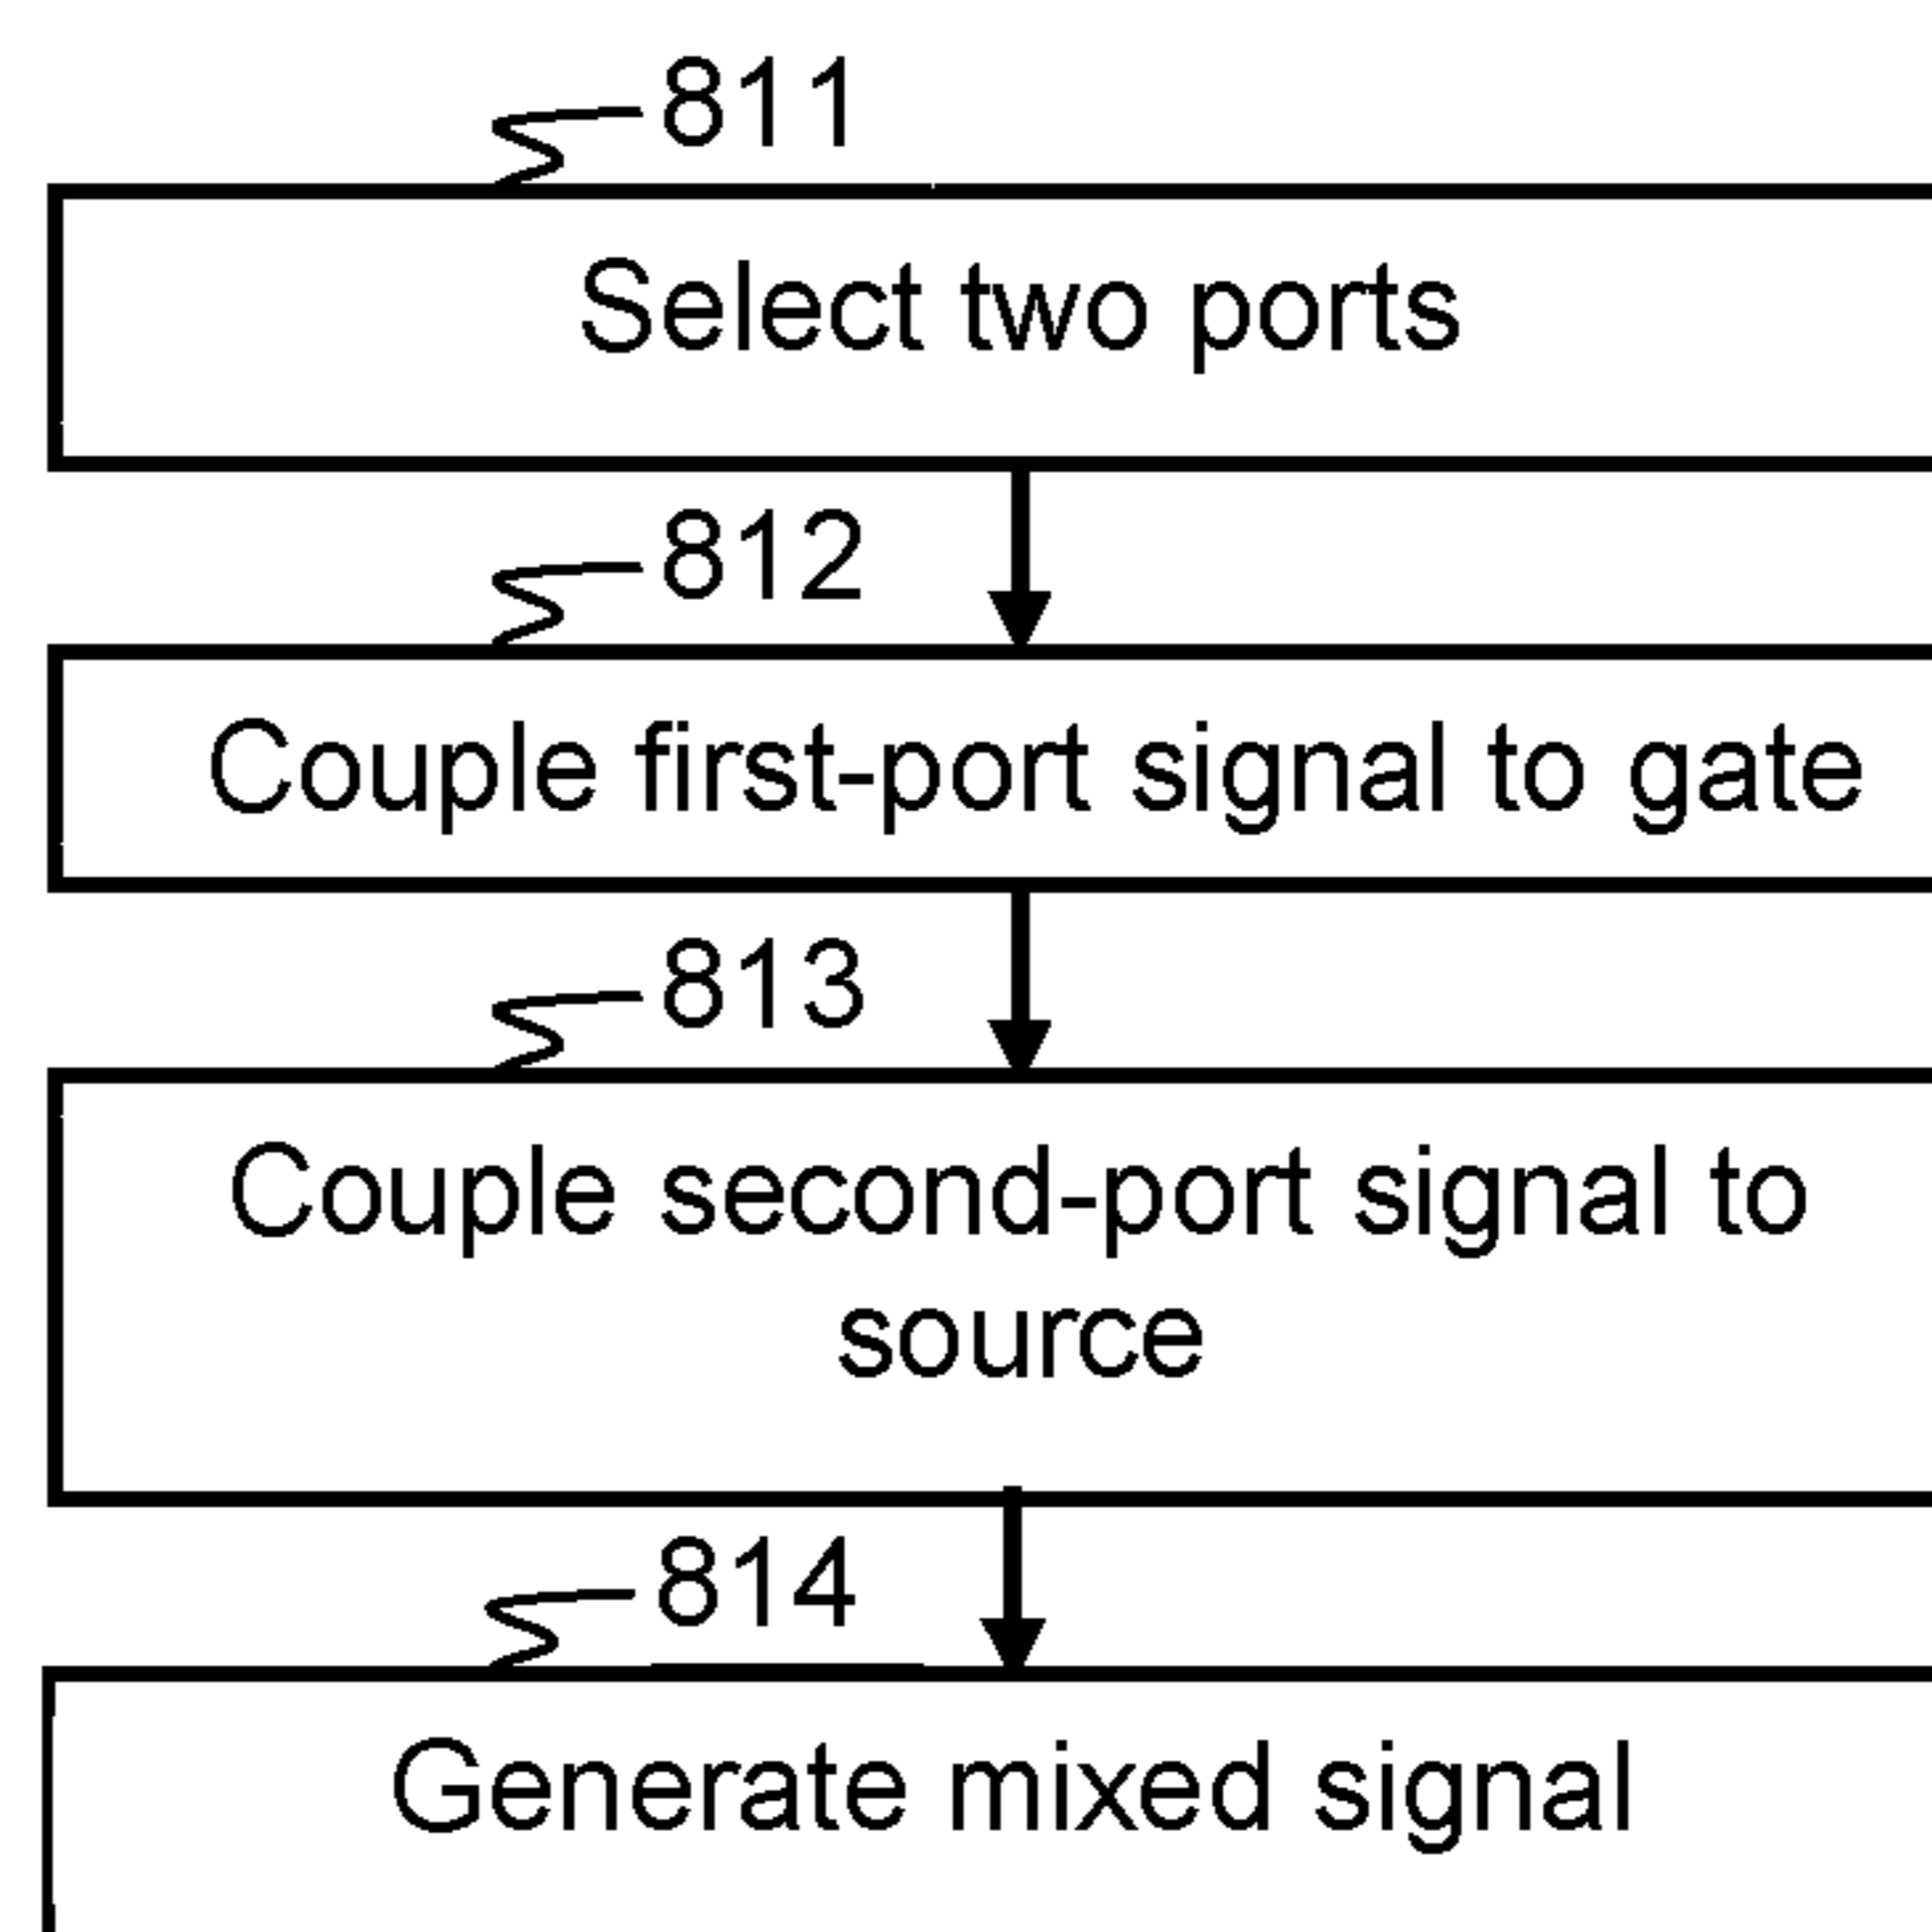 811
Select two ports
812
Couple first-port signal to gate
813
Couple second-port signal to
source
814
Generate mixed signal